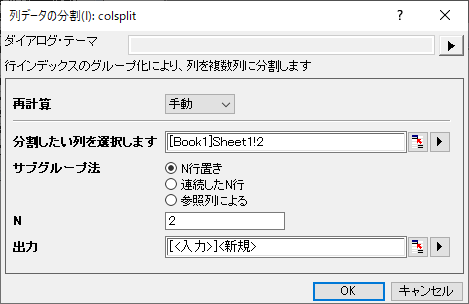 列データの分割(I): colsplit
ダイアログ・テーマ
行インデックスのグループ化により、列を複数列に分割します
再計算 手動
分割したい列を選択します [Book1]Sheet1!2
サブグループ法 N行置き
連続したN行
参照列による
N 2
出力 [<入力>]<新規>
OK キャンセル